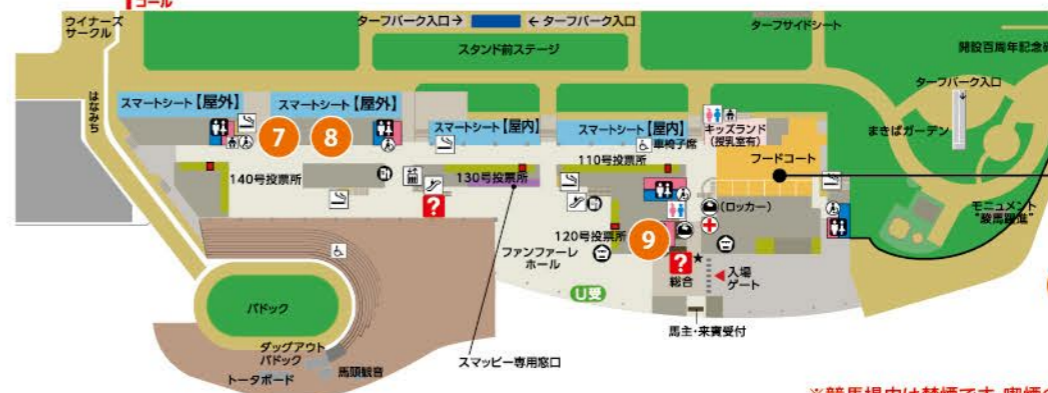 ゴール
ウイナーズ
サークル
ターフパーク入口→
←ターフパーク入口
ターフサイドシート
スタンド前ステージ
開設百周年記念
ターフパーク入口
はなみち
スマートシート【屋外】
スマートシート【屋外】
スマートシート【屋内】
スマートシート【屋内】
キッズランド
(授乳室有)
まきばガーデン
7
8
車椅子席
フードコート
110号投票所
140号投票所
130号投票所
?
(ロッカー)
モニュメント
"駿馬躍進"
120号投票所
9
ファンファーレ
ホール
?
総合
★
入場
ゲート
U受
パドック
馬主・来賓受付
ダッグアウト
パドック
スマッピー専用窓口
馬頭観音
トータボード